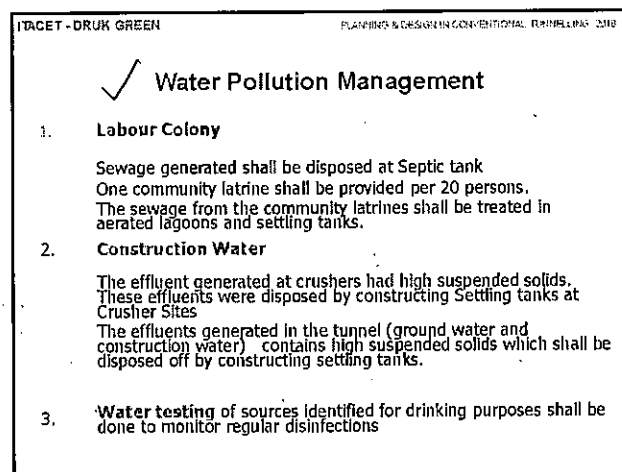 ITACET - DRUK GREEN PLANNING & DESIGN IN CONVENTIONAL TUNNELLING 2018
Water Pollution Management
1. Labour Colony
Sewage generated shall be disposed at Septic tank
One community latrine shall be provided per 20 persons.
The sewage from the community latrines shall be treated in
aerated lagoons and settling tanks.
2. Construction Water
The effluent generated at crushers had high suspended solids.
These effluents were disposed by constructing Settling tanks at
Crusher Sites
The effluents generated in the tunnel (ground water and
construction water) contains high suspended solids which shall be
disposed off by constructing settling tanks.
3. Water testing of sources identified for drinking purposes shall be
done to monitor regular disinfections